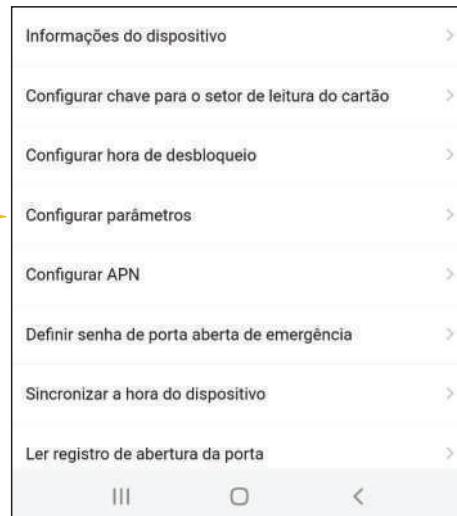 Informações do dispositivo
Configurar chave para o setor de leitura do cartão
Configurar hora de desbloqueio
Configurar parâmetros
Configurar APN
Definir senha de porta aberta de emergência
Sincronizar a hora do dispositivo
Ler registro de abertura da porta